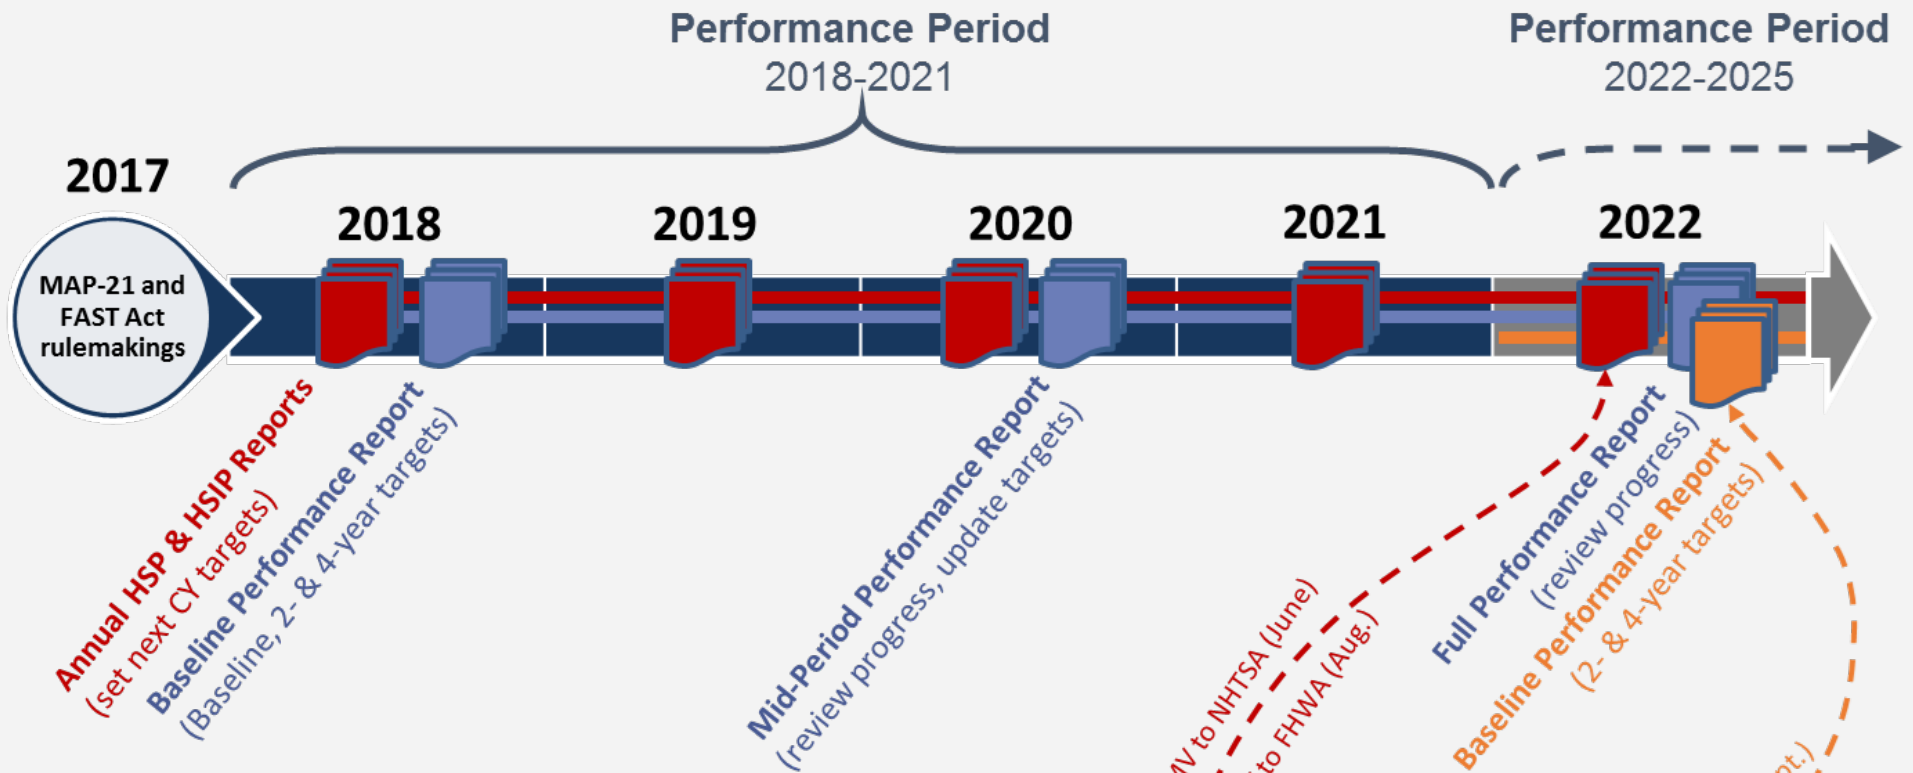 Performance Period
2018-2021
Performance Period
2022-2025
2017
2018
2019
2020
2021
2022
MAP-21 and
FAST Act
rulemakings
Annual HSP & HSIP Reports
(set next CY targets)
Baseline Performance Report
(Baseline, 2- & 4-year targets)
Mid-Period Performance Report
(review progress, update targets)
to NHTSA (June)
to FHWA (Aug.)
Full Performance Report
(review progress)
Baseline Performance Report
(2- & 4-year targets)